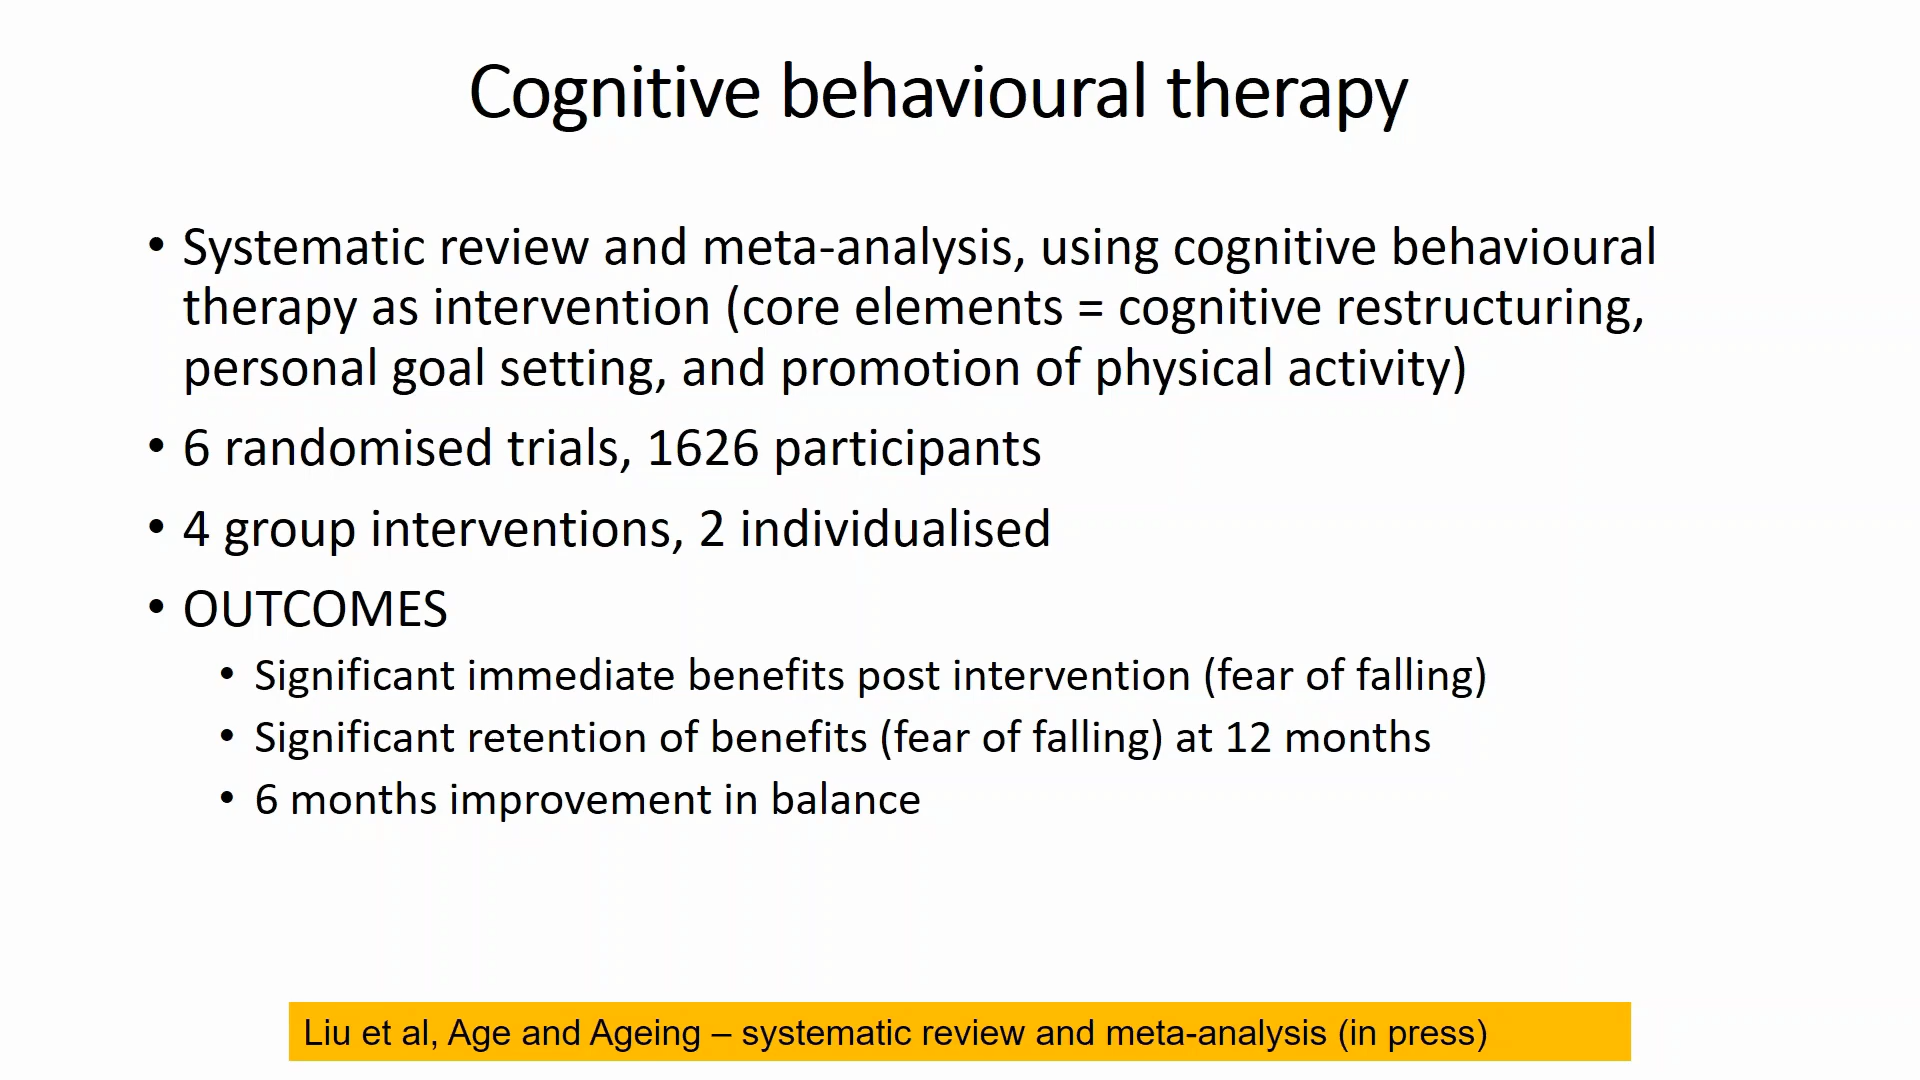 Cognitive behavioural therapy
• Systematic review and meta-analysis, using cognitive behavioural
therapy as intervention (core elements = cognitive restructuring,
personal goal setting, and promotion of physical activity)
• 6 randomised trials, 1626 participants
• 4 group interventions, 2 individualised
• OUTCOMES
• Significant immediate benefits post intervention (fear of falling)
• Significant retention of benefits (fear of falling) at 12 months
• 6 months improvement in balance
Liu et al, Age and Ageing – systematic review and meta-analysis (in press)